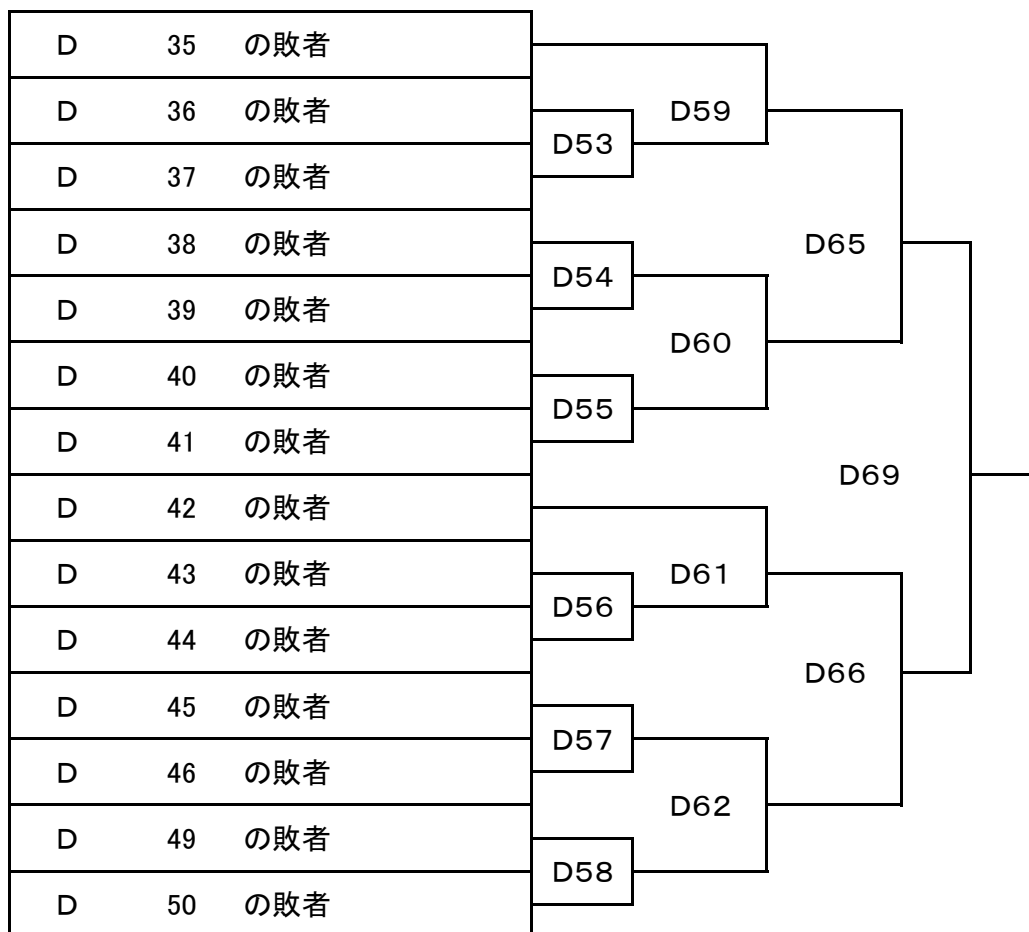 D 35 の敗者
D 36 の敗者
D59
D53
D 37 の敗者
D 38 の敗者
D65
D54
D 39 の敗者
D60
D 40 の敗者
D55
D 41 の敗者
D69
D 42 の敗者
D 43 の敗者
D61
D56
D 44 の敗者
D66
D 45 の敗者
D57
D 46 の敗者
D62
D 49 の敗者
D58
D 50 の敗者